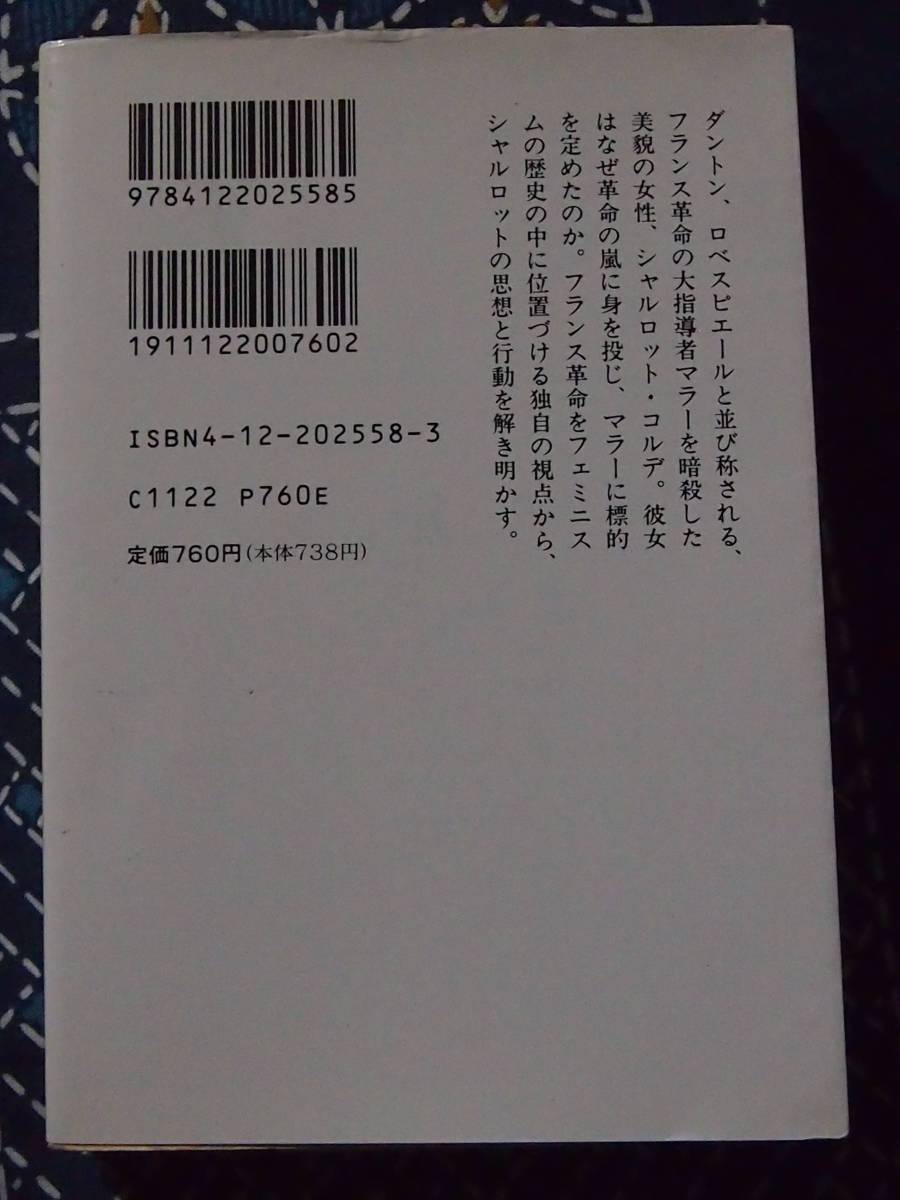 ダントン、ロベスピエールと並び称される、
フランス革命の大指導者マラーを暗殺した
美貌の女性、シャルロット・コルデ。彼女
はなぜ革命の嵐に身を投じ、マラーに標的
を定めたのか。フランス革命をフェミニス
ムの歴史の中に位置づける独自の視点から、
シャルロットの思想と行動を解き明かす。
9784122025585
1911122007602
ISBN4-12-202558-3
C1122 P760E
定価760円(本体738円)